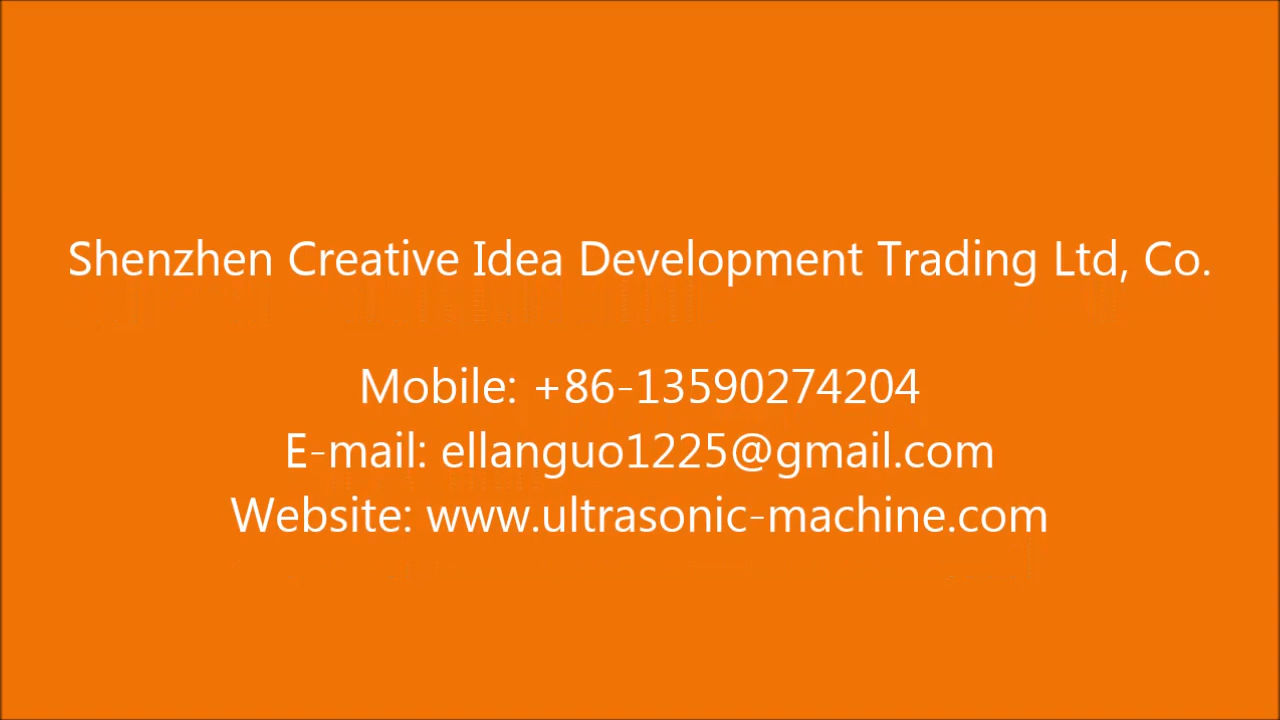 Shenzhen Creative Idea Development Trading Ltd, Co.
Mobile: +86-13590274204
E-mail: ellanguo1225@gmail.com
Website: www.ultrasonic-machine.com